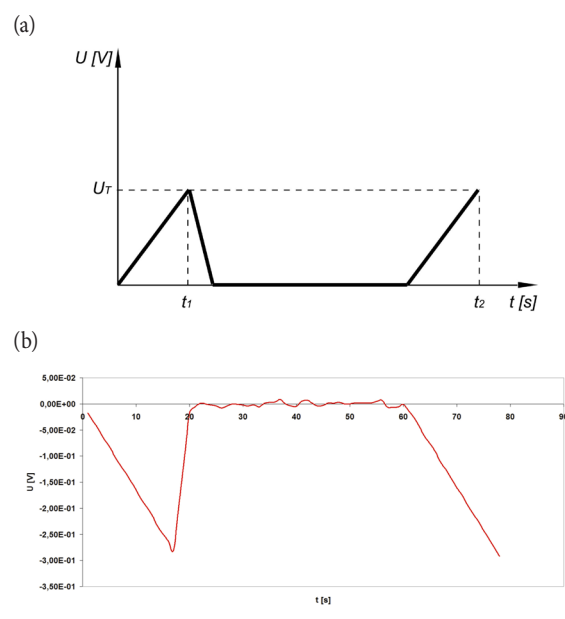 (a)
U [V]
UT
t1
t2
t [s]
(b)
5,00E-02
0,00E+00
0 10 20 30 40 50 60 70 80 90
-5,00E-02
-1,00E-01
-1,50E-01
U [V]
-2,00E-01
-2,50E-01
-3,00E-01
-3,50E-01
t [s]